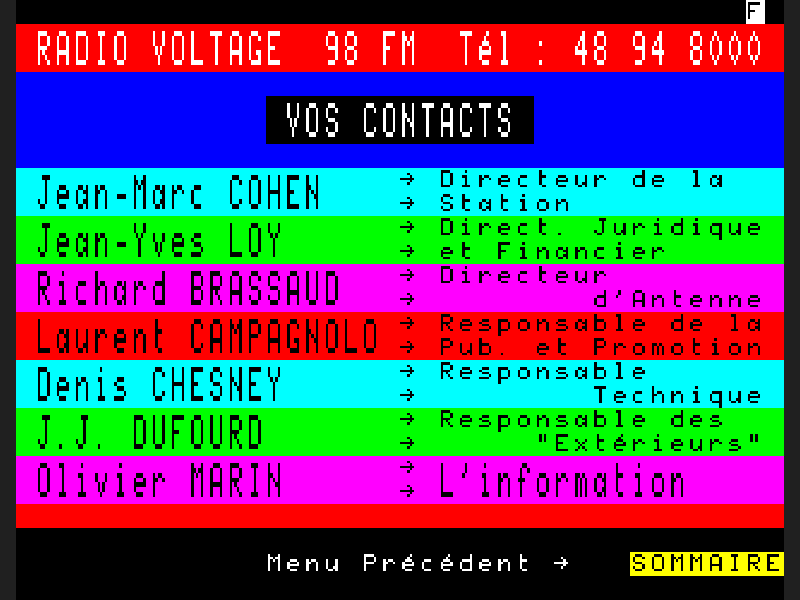 F
RADIO VOLTAGE 98 FM Tél : 48 94 8000
VOS CONTACTS
Jean-Marc COHEN → Directeur de la
→ Station
Jean-Yves LOY → Direct. Juridique
→ et Financier
Richard BRASSAUD → Directeur
→ d'Antenne
Laurent CAMPAGNOLO → Responsable de la
→ Pub. et Promotion
Denis CHESNEY → Responsable
→ Technique
J.J. DUFOURD → Responsable des
→ "Extérieurs"
Olivier MARIN → L'information
→
Menu Précédent → SOMMAIRE